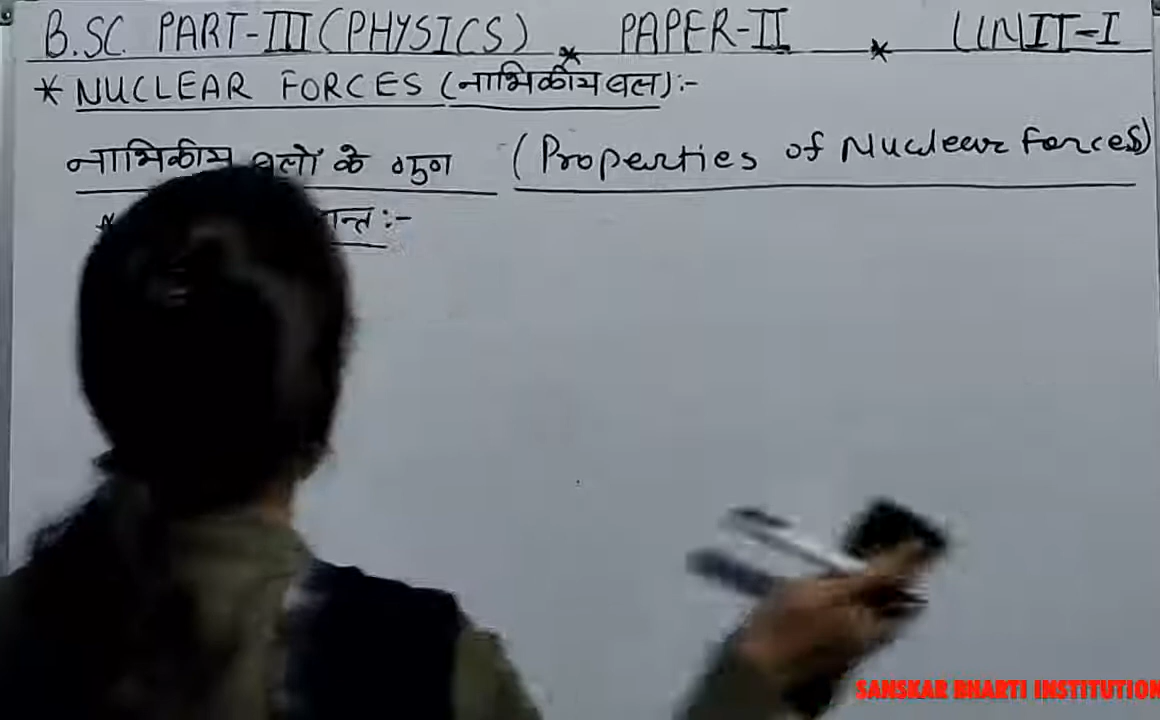 B.SC. PART-III (PHYSICS) * PAPER-II * UNIT-I
* NUCLEAR FORCES (नाभिकीय बल) :-
नाभिकीय बलों के गुण (Properties of Nuclear Forces)
* :-
SANSKAR BHARTI INSTITUTION